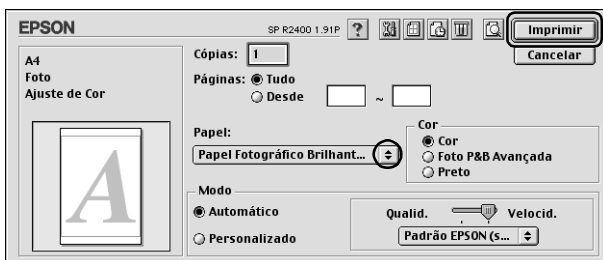 EPSON
SP R2400 1.91P
?
Imprimir
Cancelar
A4
Foto
Ajuste de Cor
A
Cópias: 1
Páginas: Tudo
Desde ~
Papel:
Papel Fotográfico Brilhant...
Cor
Cor
Foto P&B Avançada
Preto
Modo
Automático
Personalizado
Qualid. Velocid.
Padrão EPSON (s...